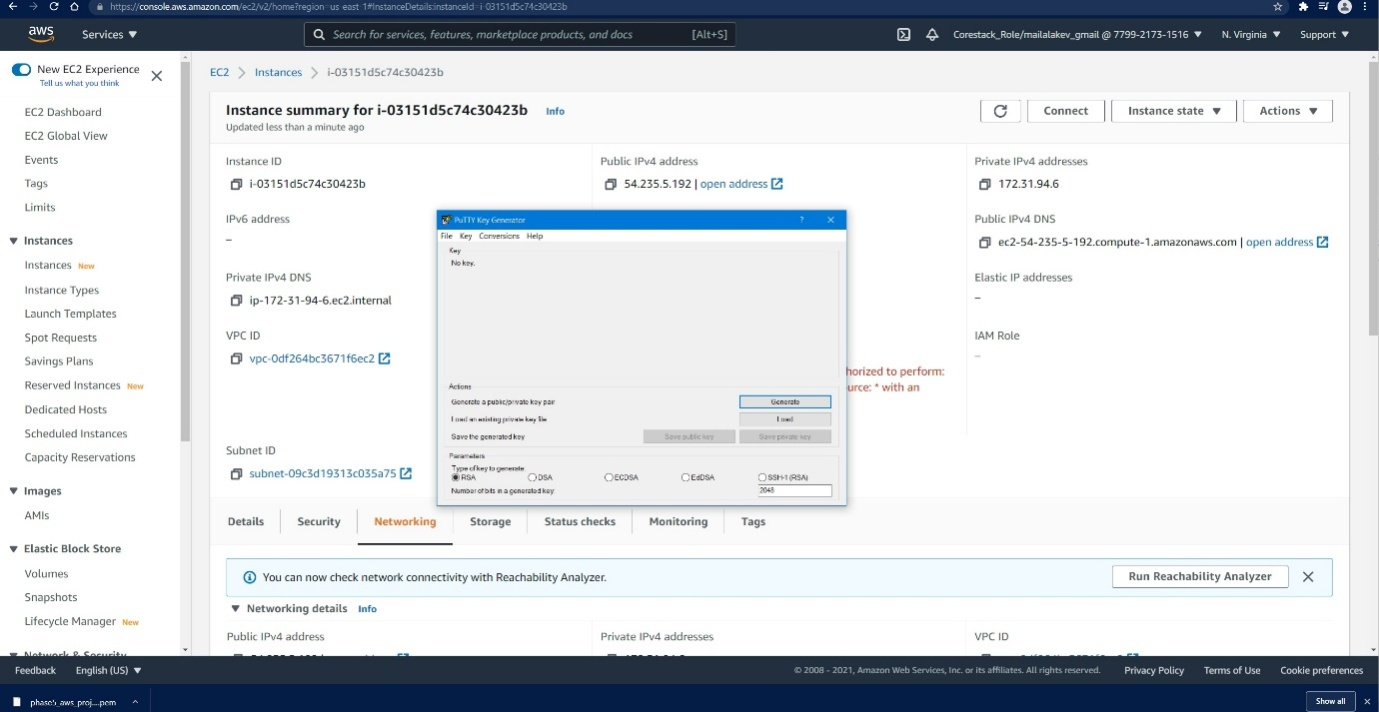 https://console.aws.amazon.com/ec2/v2/home?region=us-east-1#InstanceDetails:instanceId=i-03151d5c74c30423b
aws Services ▼ Search for services, features, marketplace products, and docs [Alt+S] Corestack_Role/mailalakev_gmail @ 7799-2173-1516 ▼ N. Virginia ▼ Support ▼
New EC2 Experience
Tell us what you think
EC2 Dashboard
EC2 Global View
Events
Tags
Limits
Instances
Instances New
Instance Types
Launch Templates
Spot Requests
Savings Plans
Reserved Instances New
Dedicated Hosts
Scheduled Instances
Capacity Reservations
Images
AMIs
Elastic Block Store
Volumes
Snapshots
Lifecycle Manager New
Network & Security
EC2 > Instances > i-03151d5c74c30423b
Instance summary for i-03151d5c74c30423b Info
Updated less than a minute ago
Connect Instance state ▼ Actions ▼
Instance ID
i-03151d5c74c30423b
IPv6 address
–
Private IPv4 DNS
ip-172-31-94-6.ec2.internal
VPC ID
vpc-0df264bc3671f6ec2
Subnet ID
subnet-09c3d19313c035a75
Public IPv4 address
54.235.5.192 | open address
horized to perform:
urce: * with an
Private IPv4 addresses
172.31.94.6
Public IPv4 DNS
ec2-54-235-5-192.compute-1.amazonaws.com | open address
Elastic IP addresses
–
IAM Role
–
PuTTY Key Generator ?
File Key Conversions Help
Key
No key.
Actions
Generate a public/private key pair Generate
Load an existing private key file Load
Save the generated key Save public key Save private key
Parameters
Type of key to generate:
RSA DSA ECDSA EdDSA SSH-1 (RSA)
Number of bits in a generated key: 2048
Details Security Networking Storage Status checks Monitoring Tags
You can now check network connectivity with Reachability Analyzer. Run Reachability Analyzer
▼ Networking details Info
Public IPv4 address Private IPv4 addresses VPC ID
Feedback English (US) ▼ © 2008 - 2021, Amazon Web Services, Inc. or its affiliates. All rights reserved. Privacy Policy Terms of Use Cookie preferences
phase5_aws_proj....pem Show all